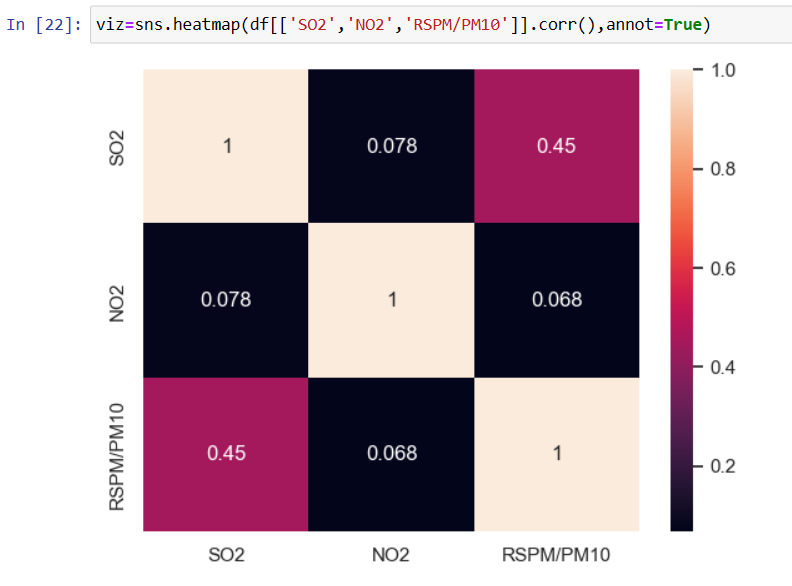 In [22]: viz=sns.heatmap(df[['SO2','NO2','RSPM/PM10']].corr(),annot=True)
1.0
SO2 1 0.078 0.45
0.8
0.6
NO2 0.078 1 0.068
0.4
RSPM/PM10 0.45 0.068 1
0.2
SO2 NO2 RSPM/PM10